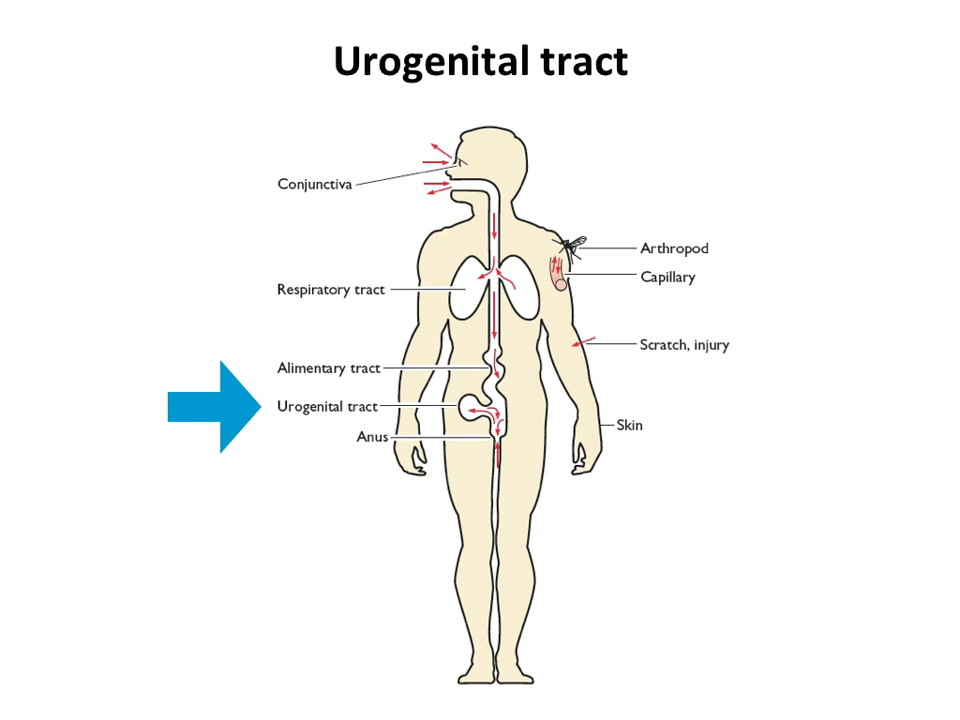 Urogenital tract
Conjunctiva
Arthropod
Capillary
Respiratory tract
Scratch, injury
Alimentary tract
Urogenital tract
Skin
Anus